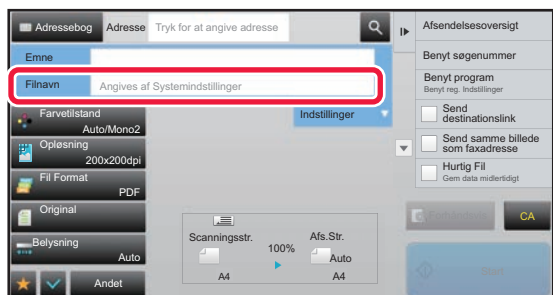 Adressebog
Adresse
Tryk for at angive adresse
Emne
Filnavn
Angives af Systemindstillinger
Farvetilstand
Auto/Mono2
Indstillinger
Opløsning
200x200dpi
Fil Format
PDF
Original
Belysning
Auto
Andet
Scanningsstr.
100%
Afs.Str.
Auto
A4
A4
Afsendelsesoversigt
Benyt søgenummer
Benyt program
Benyt reg. Indstillinger
Send
destinationslink
Send samme billede
som faxadresse
Hurtig Fil
Gem data midlertidigt
CA
Start